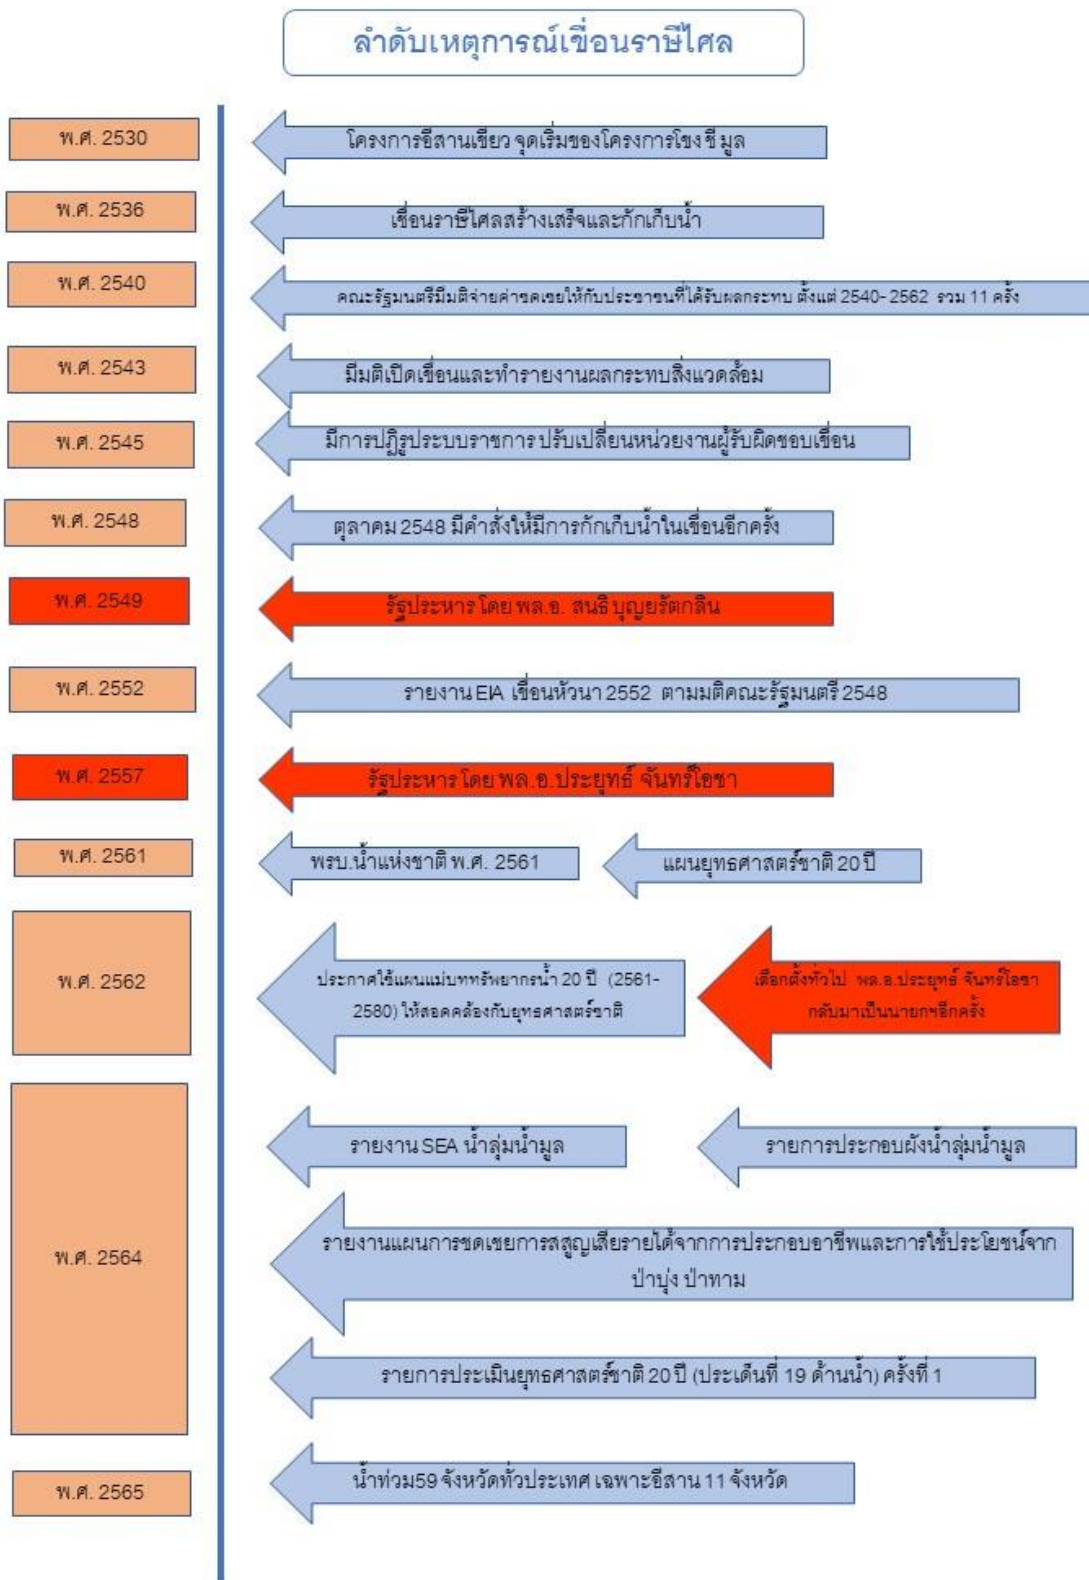 ลำดับเหตุการณ์เขื่อนราษีไศล
พ.ศ. 2530
โครงการอีสานเขียว จุดเริ่มของโครงการโขง ชี มูล
พ.ศ. 2536
เขื่อนราษีไศลสร้างเสร็จและกักเก็บน้ำ
พ.ศ. 2540
คณะรัฐมนตรีมีมติจ่ายค่าชดเชยให้กับประชาชนที่ได้รับผลกระทบ ตั้งแต่ 2540- 2562 รวม 11 ครั้ง
พ.ศ. 2543
มีมติเปิดเขื่อนและทำรายงานผลกระทบสิ่งแวดล้อม
พ.ศ. 2545
มีการปฏิรูประบบราชการ ปรับเปลี่ยนหน่วยงานผู้รับผิดชอบเขื่อน
พ.ศ. 2548
ตุลาคม 2548 มีคำสั่งให้มีการกักเก็บน้ำในเขื่อนอีกครั้ง
พ.ศ. 2549
รัฐประหาร โดย พล.อ. สนธิ บุญยรัตกลิน
พ.ศ. 2552
รายงาน EIA เขื่อนหัวนา 2552 ตามมติคณะรัฐมนตรี 2548
พ.ศ. 2557
รัฐประหาร โดย พล.อ.ประยุทธ์ จันทร์โอชา
พ.ศ. 2561
พรบ.น้ำแห่งชาติ พ.ศ. 2561
แผนยุทธศาสตร์ชาติ 20 ปี
พ.ศ. 2562
ประกาศใช้แผนแม่บททรัพยากรน้ำ 20 ปี (2561-
2580) ให้สอดคล้องกับยุทธศาสตร์ชาติ
เลือกตั้งทั่วไป พล.อ.ประยุทธ์ จันทร์โอชา
กลับมาเป็นนายกฯอีกครั้ง
พ.ศ. 2564
รายงาน SEA น้ำลุ่มน้ำมูล
รายการประกอบผังน้ำลุ่มน้ำมูล
รายงานแผนการชดเชยการสสูญเสียรายได้จากการประกอบอาชีพและการใช้ประโยชน์จาก
ป่าบุ่ง ป่าทาม
รายการประเมินยุทธศาสตร์ชาติ 20 ปี (ประเด็นที่ 19 ด้านน้ำ) ครั้งที่ 1
พ.ศ. 2565
น้ำท่วม59 จังหวัดทั่วประเทศ เฉพาะอีสาน 11 จังหวัด